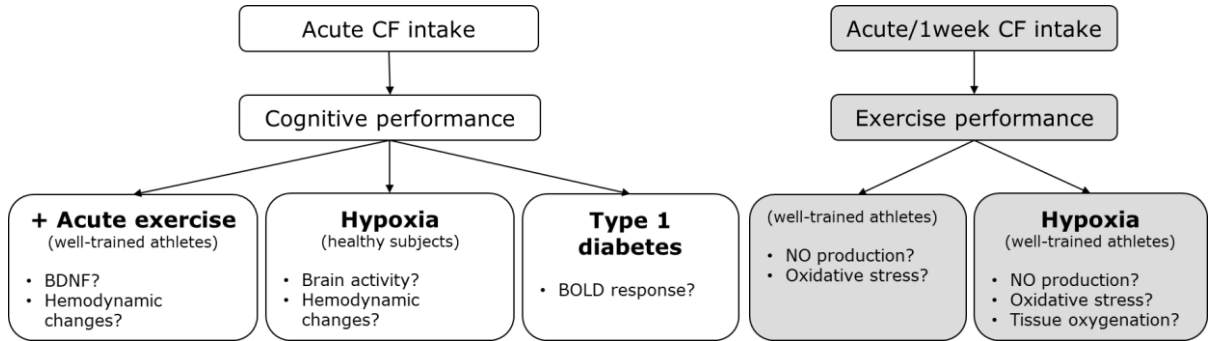 Acute CF intake
Acute/1week CF intake
Cognitive performance
Exercise performance
+ Acute exercise
(well-trained athletes)
• BDNF?
• Hemodynamic
changes?
Hypoxia
(healthy subjects)
• Brain activity?
• Hemodynamic
changes?
Type 1
diabetes
• BOLD response?
(well-trained athletes)
• NO production?
• Oxidative stress?
Hypoxia
(well-trained athletes)
• NO production?
• Oxidative stress?
• Tissue oxygenation?